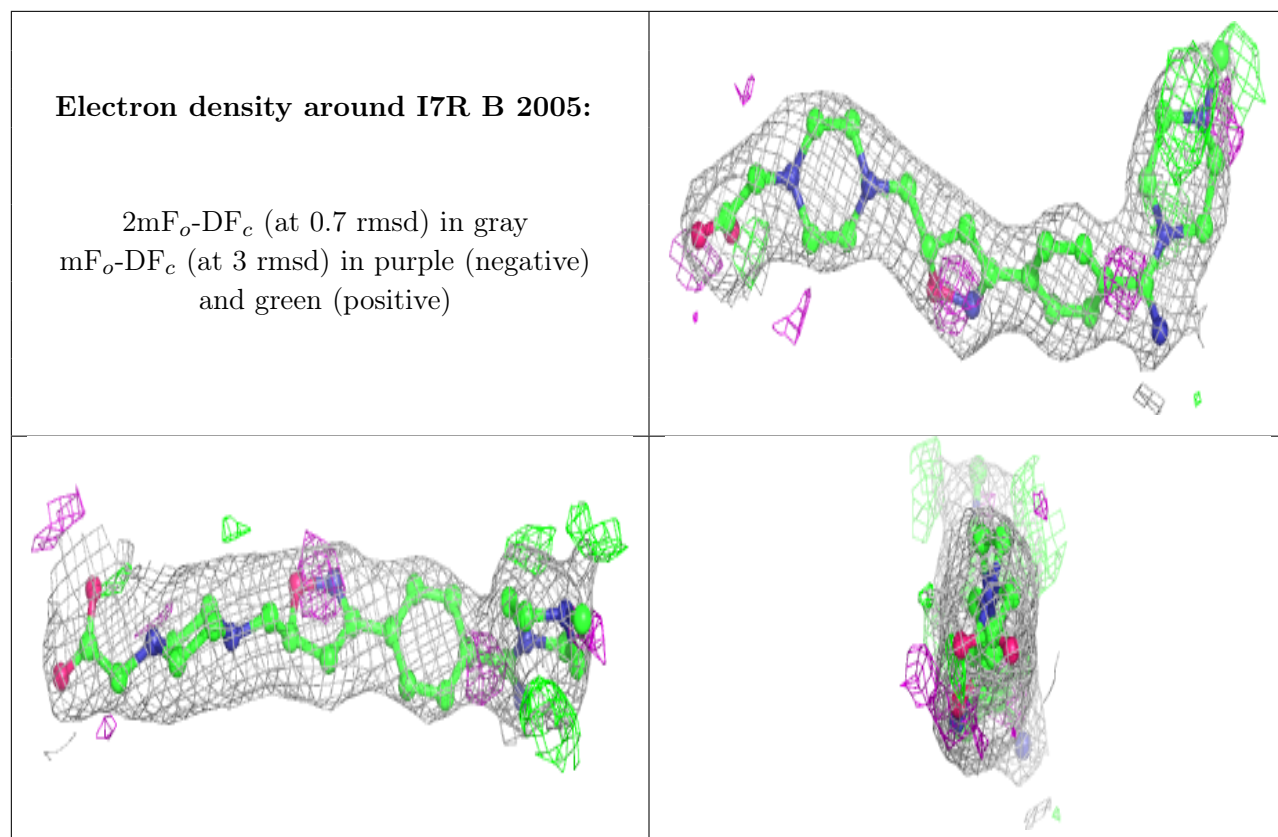 Electron density around I7R B 2005:
2mFo-DFc (at 0.7 rmsd) in gray
mFo-DFc (at 3 rmsd) in purple (negative)
and green (positive)